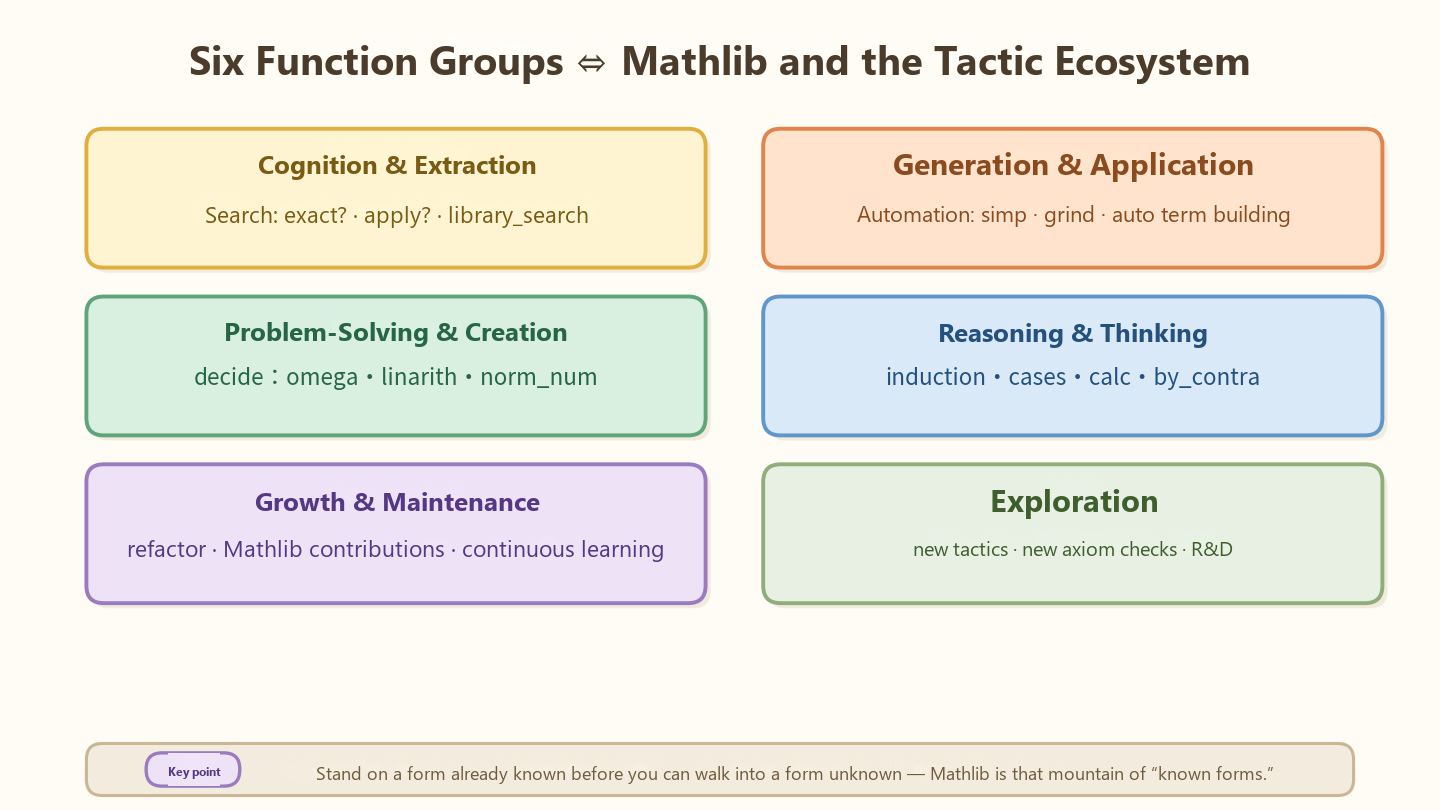 Six Function Groups ⇔ Mathlib and the Tactic Ecosystem
Cognition & Extraction
Search: exact? · apply? · library_search
Generation & Application
Automation: simp · grind · auto term building
Problem-Solving & Creation
decide：omega・linarith・norm_num
Reasoning & Thinking
induction・cases・calc・by_contra
Growth & Maintenance
refactor · Mathlib contributions · continuous learning
Exploration
new tactics · new axiom checks · R&D
Key point
Stand on a form already known before you can walk into a form unknown — Mathlib is that mountain of “known forms.”